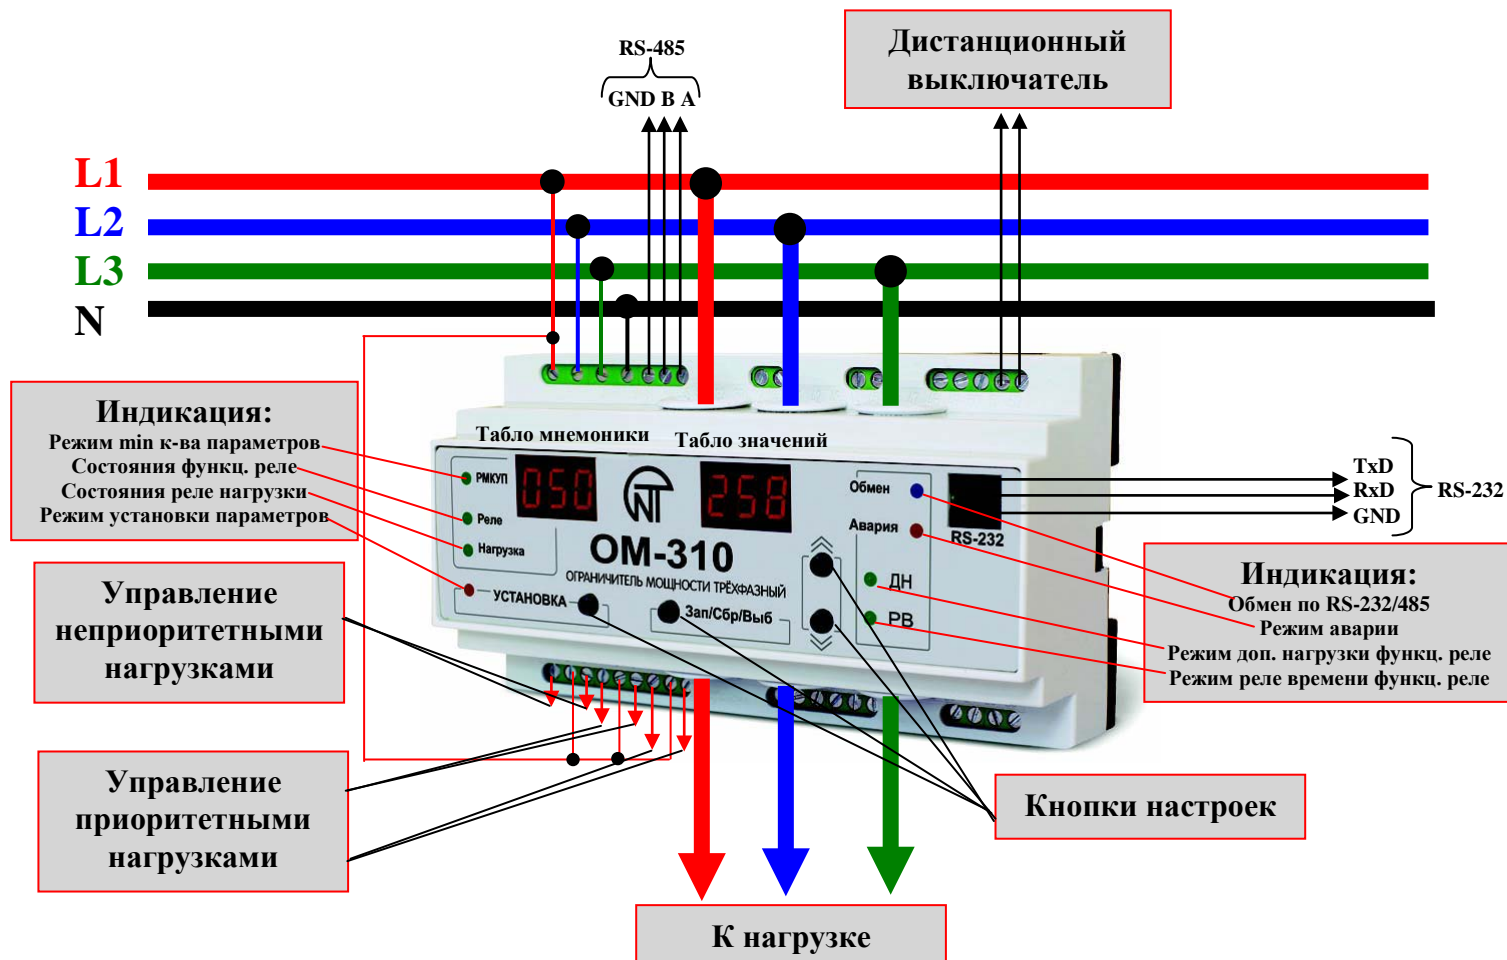 RS-485
GND B A
Дистанционный
выключатель
L1
L2
L3
N
Индикация:
Режим min к-ва параметров
Состояния функц. реле
Состояния реле нагрузки
Режим установки параметров
Табло мнемоники
Табло значений
РМКУП
Реле
Нагрузка
050
NT
258
Обмен
Авария
RS-232
ОМ-310
ОГРАНИЧИТЕЛЬ МОЩНОСТИ ТРЁХФАЗНЫЙ
УСТАНОВКА
Зап/Сбр/Выб
ДН
РВ
TxD
RxD
GND
RS-232
Индикация:
Обмен по RS-232/485
Режим аварии
Режим доп. нагрузки функц. реле
Режим реле времени функц. реле
Управление
неприоритетными
нагрузками
Управление
приоритетными
нагрузками
Кнопки настроек
К нагрузке